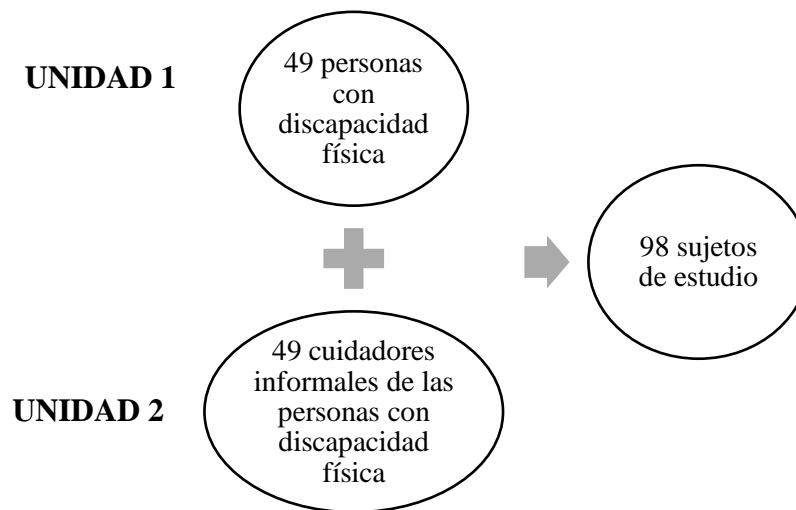 UNIDAD 1
49 personas
con
discapacidad
física
98 sujetos
de estudio
UNIDAD 2
49 cuidadores
informales de las
personas con
discapacidad
física